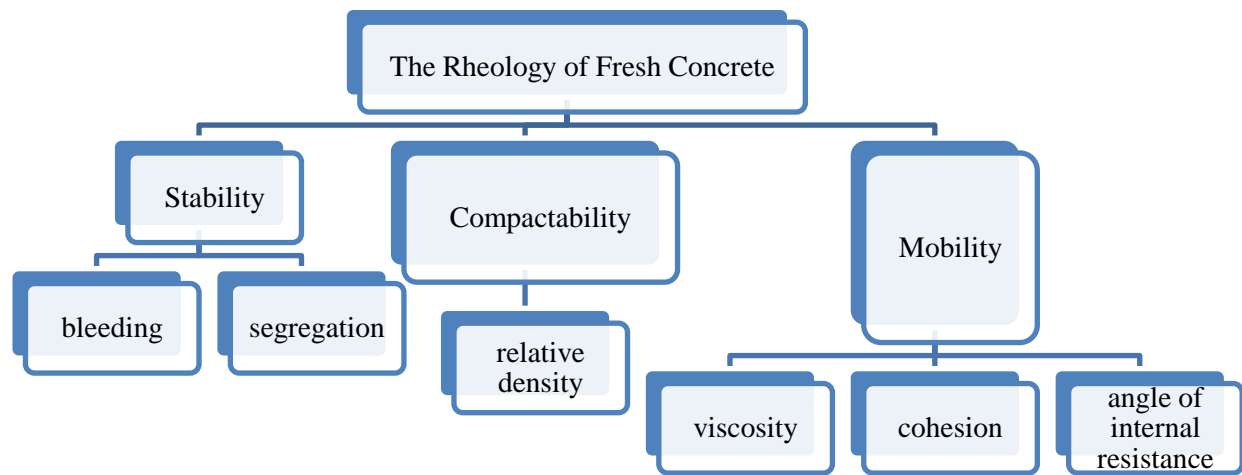 The Rheology of Fresh Concrete
Stability
Compactability
Mobility
bleeding
segregation
relative
density
viscosity
cohesion
angle of
internal
resistance